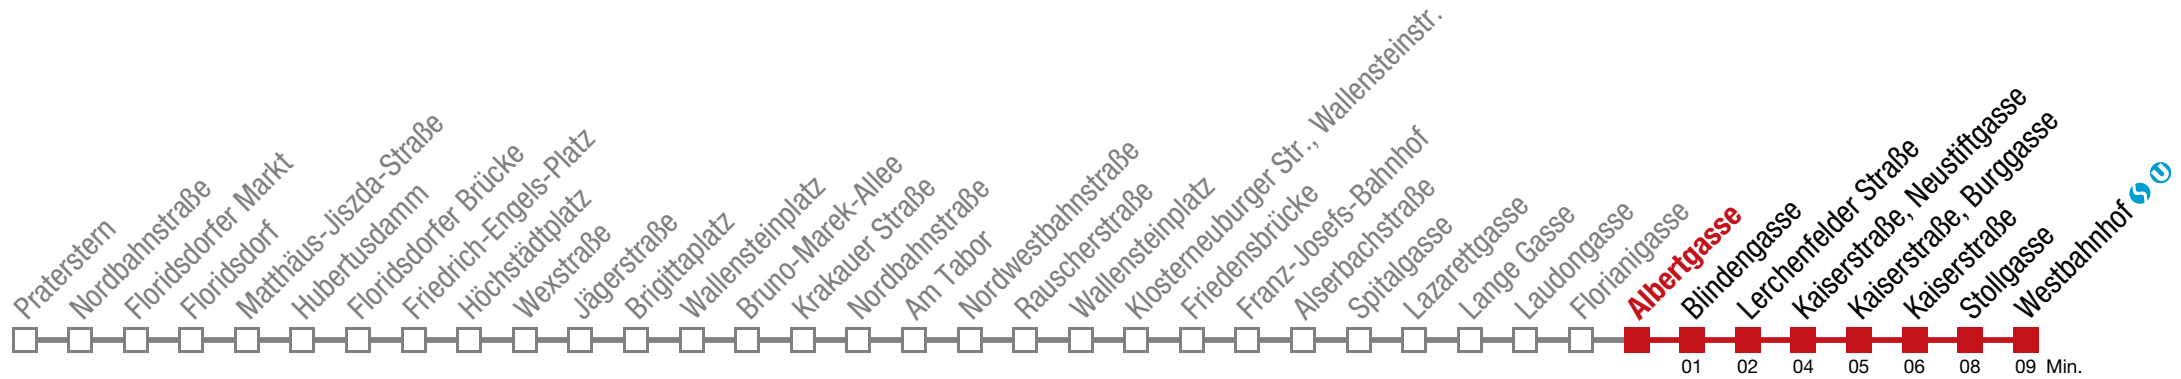 Praterstern
Nordbahnstraße
Floridsdorfer Markt
Floridsdorf
Matthäus-Jiszda-Straße
Hubertusdamm
Floridsdorfer Brücke
Friedrich-Engels-Platz
Höchstädtplatz
Wexstraße
Jägerstraße
Brigittaplatz
Wallensteinplatz
Bruno-Marek-Allee
Krakauer Straße
Nordbahnstraße
Am Tabor
Nordwestbahnstraße
Rauscherstraße
Wallensteinplatz
Klosterneuburger Str., Wallensteinstr.
Friedensbrücke
Franz-Josefs-Bahnhof
Alserbachstraße
Spitalgasse
Lazarettgasse
Lange Gasse
Laudongasse
Florianigasse
Albertgasse
Blindengasse
Lerchenfelder Straße
Kaiserstraße, Neustiftgasse
Kaiserstraße, Burggasse
Kaiserstraße
Stollgasse
Westbahnhof S U
01 02 04 05 06 08 09 Min.